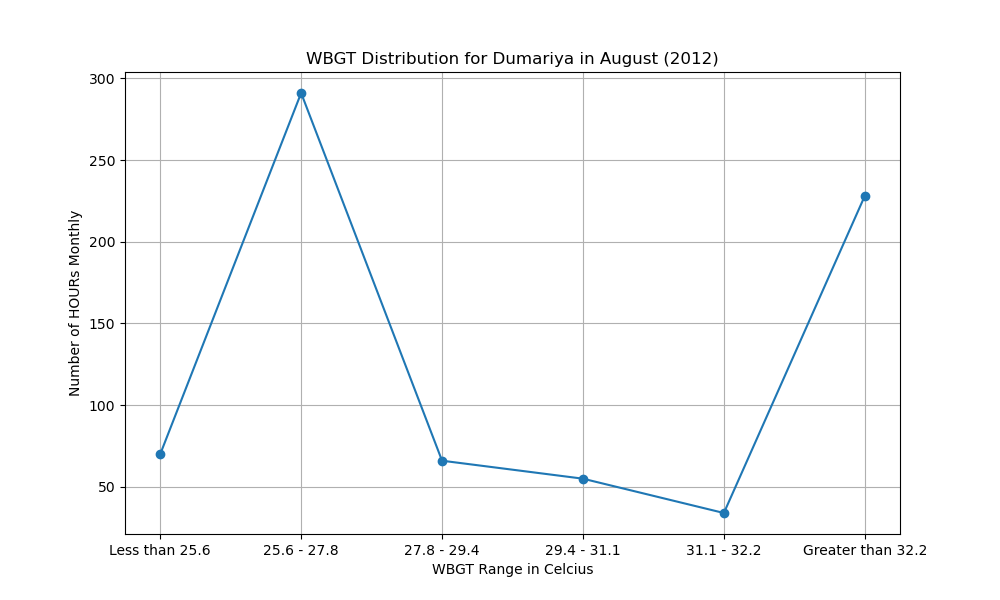 WBGT Distribution for Dumariya in August (2012)
Number of HOURs Monthly
300
250
200
150
100
50
Less than 25.6
25.6 - 27.8
27.8 - 29.4
29.4 - 31.1
31.1 - 32.2
Greater than 32.2
WBGT Range in Celcius